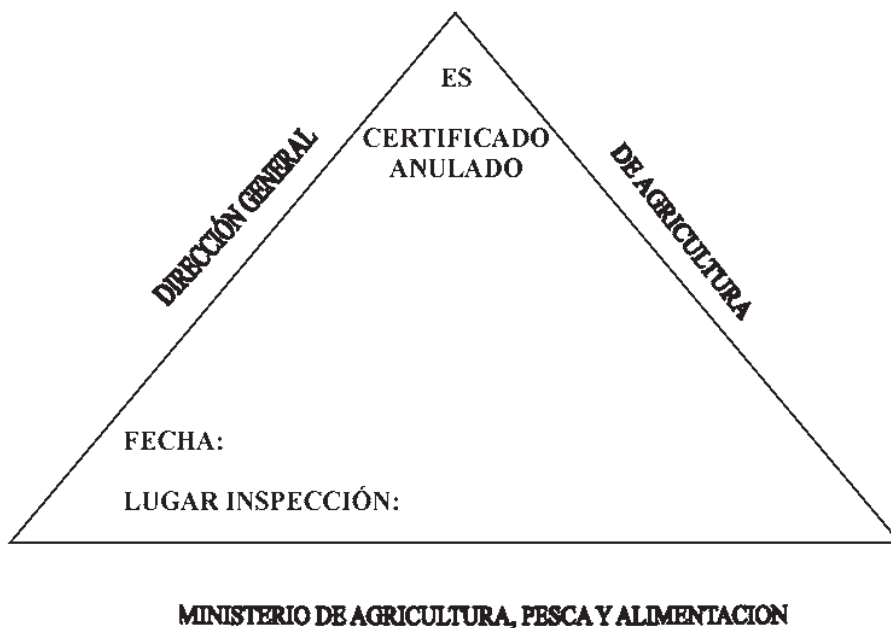 ES
CERTIFICADO
ANULADO
DIRECCIÓN GENERAL
DE AGRICULTURA
FECHA:
LUGAR INSPECCIÓN:
MINISTERIO DE AGRICULTURA, PESCA Y ALIMENTACION